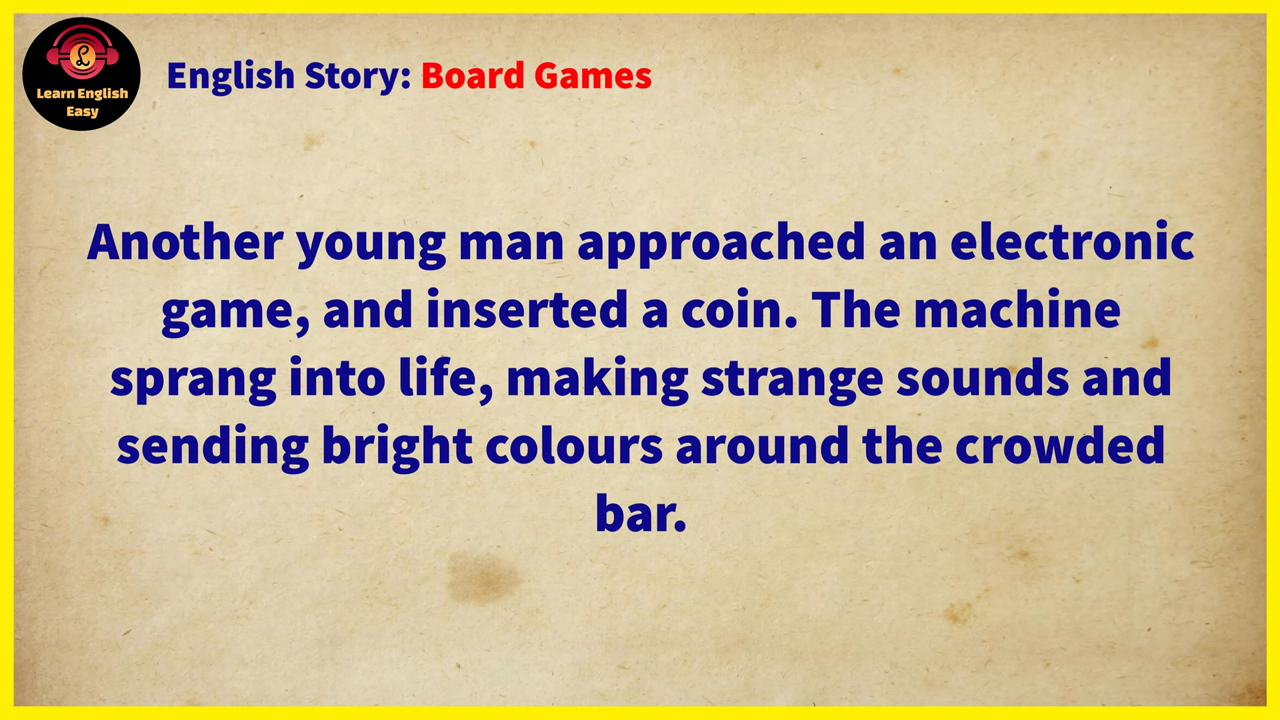 Learn English
Easy
English Story: Board Games
Another young man approached an electronic
game, and inserted a coin. The machine
sprang into life, making strange sounds and
sending bright colours around the crowded
bar.